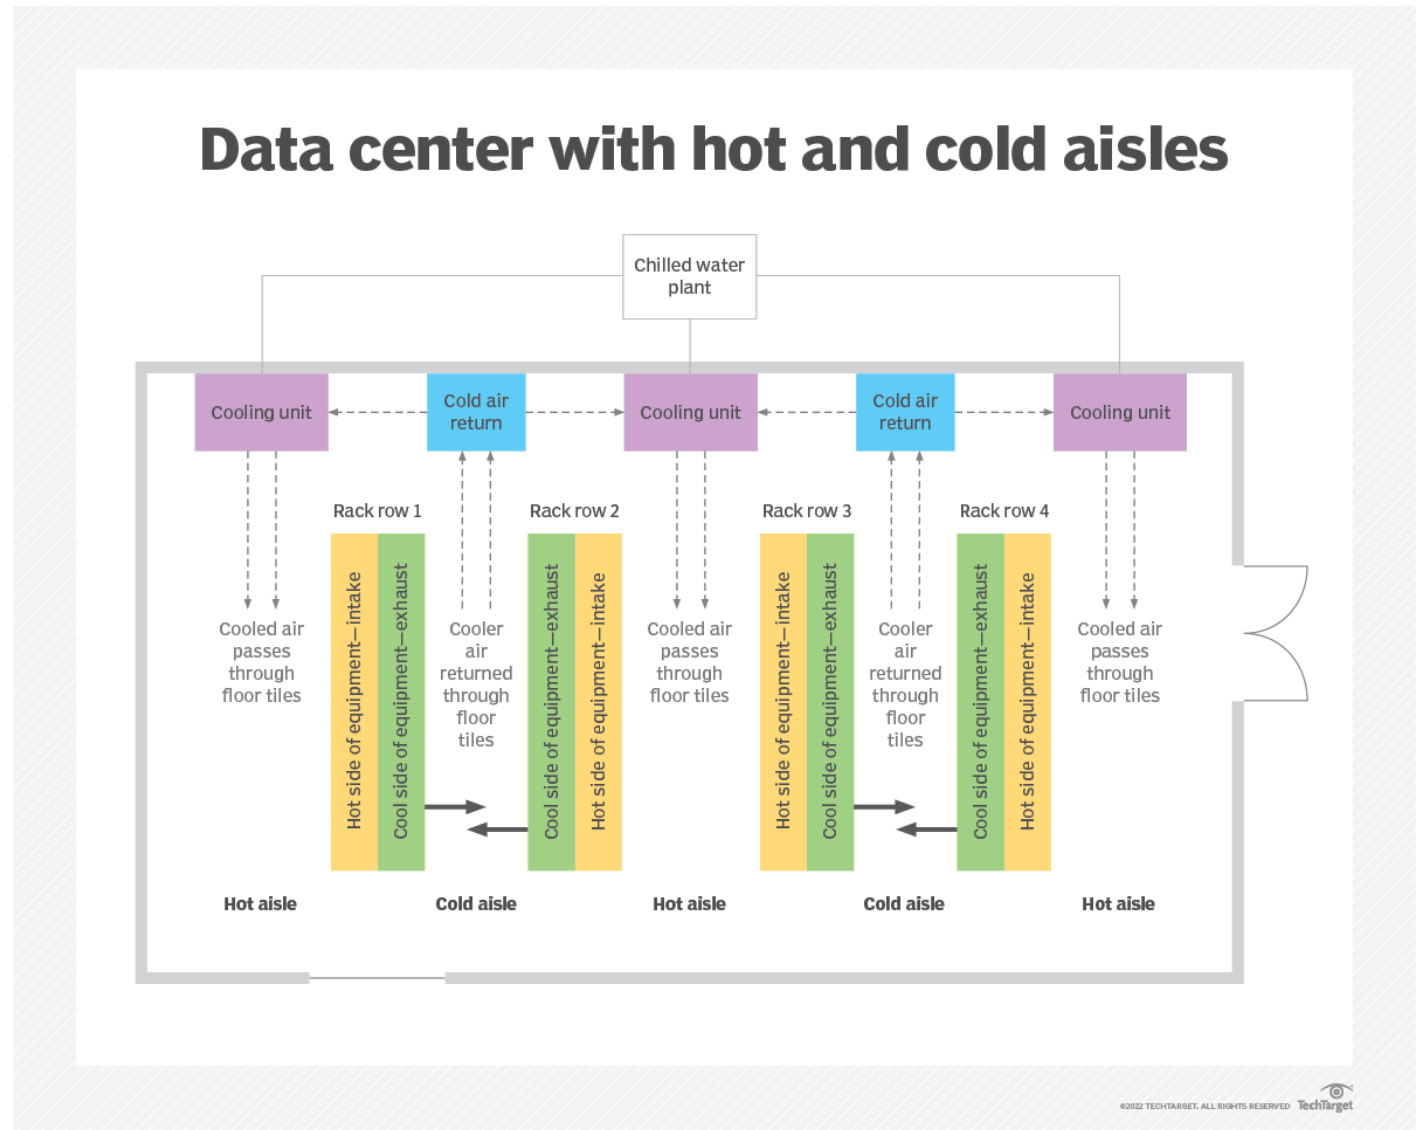 Data center with hot and cold aisles
Chilled water
plant
Cooling unit
Cold air
return
Cooling unit
Cold air
return
Cooling unit
Rack row 1
Rack row 2
Rack row 3
Rack row 4
Cooled air
passes
through
floor tiles
Hot side of equipment—intake
Cool side of equipment—exhaust
Cooler
air
returned
through
floor
tiles
Cool side of equipment—exhaust
Hot side of equipment—intake
Cooled air
passes
through
floor tiles
Hot side of equipment—intake
Cool side of equipment—exhaust
Cooler
air
returned
through
floor
tiles
Cool side of equipment—exhaust
Hot side of equipment—intake
Cooled air
passes
through
floor tiles
Hot aisle
Cold aisle
Hot aisle
Cold aisle
Hot aisle
©2022 TECHTARGET. ALL RIGHTS RESERVED TechTarget